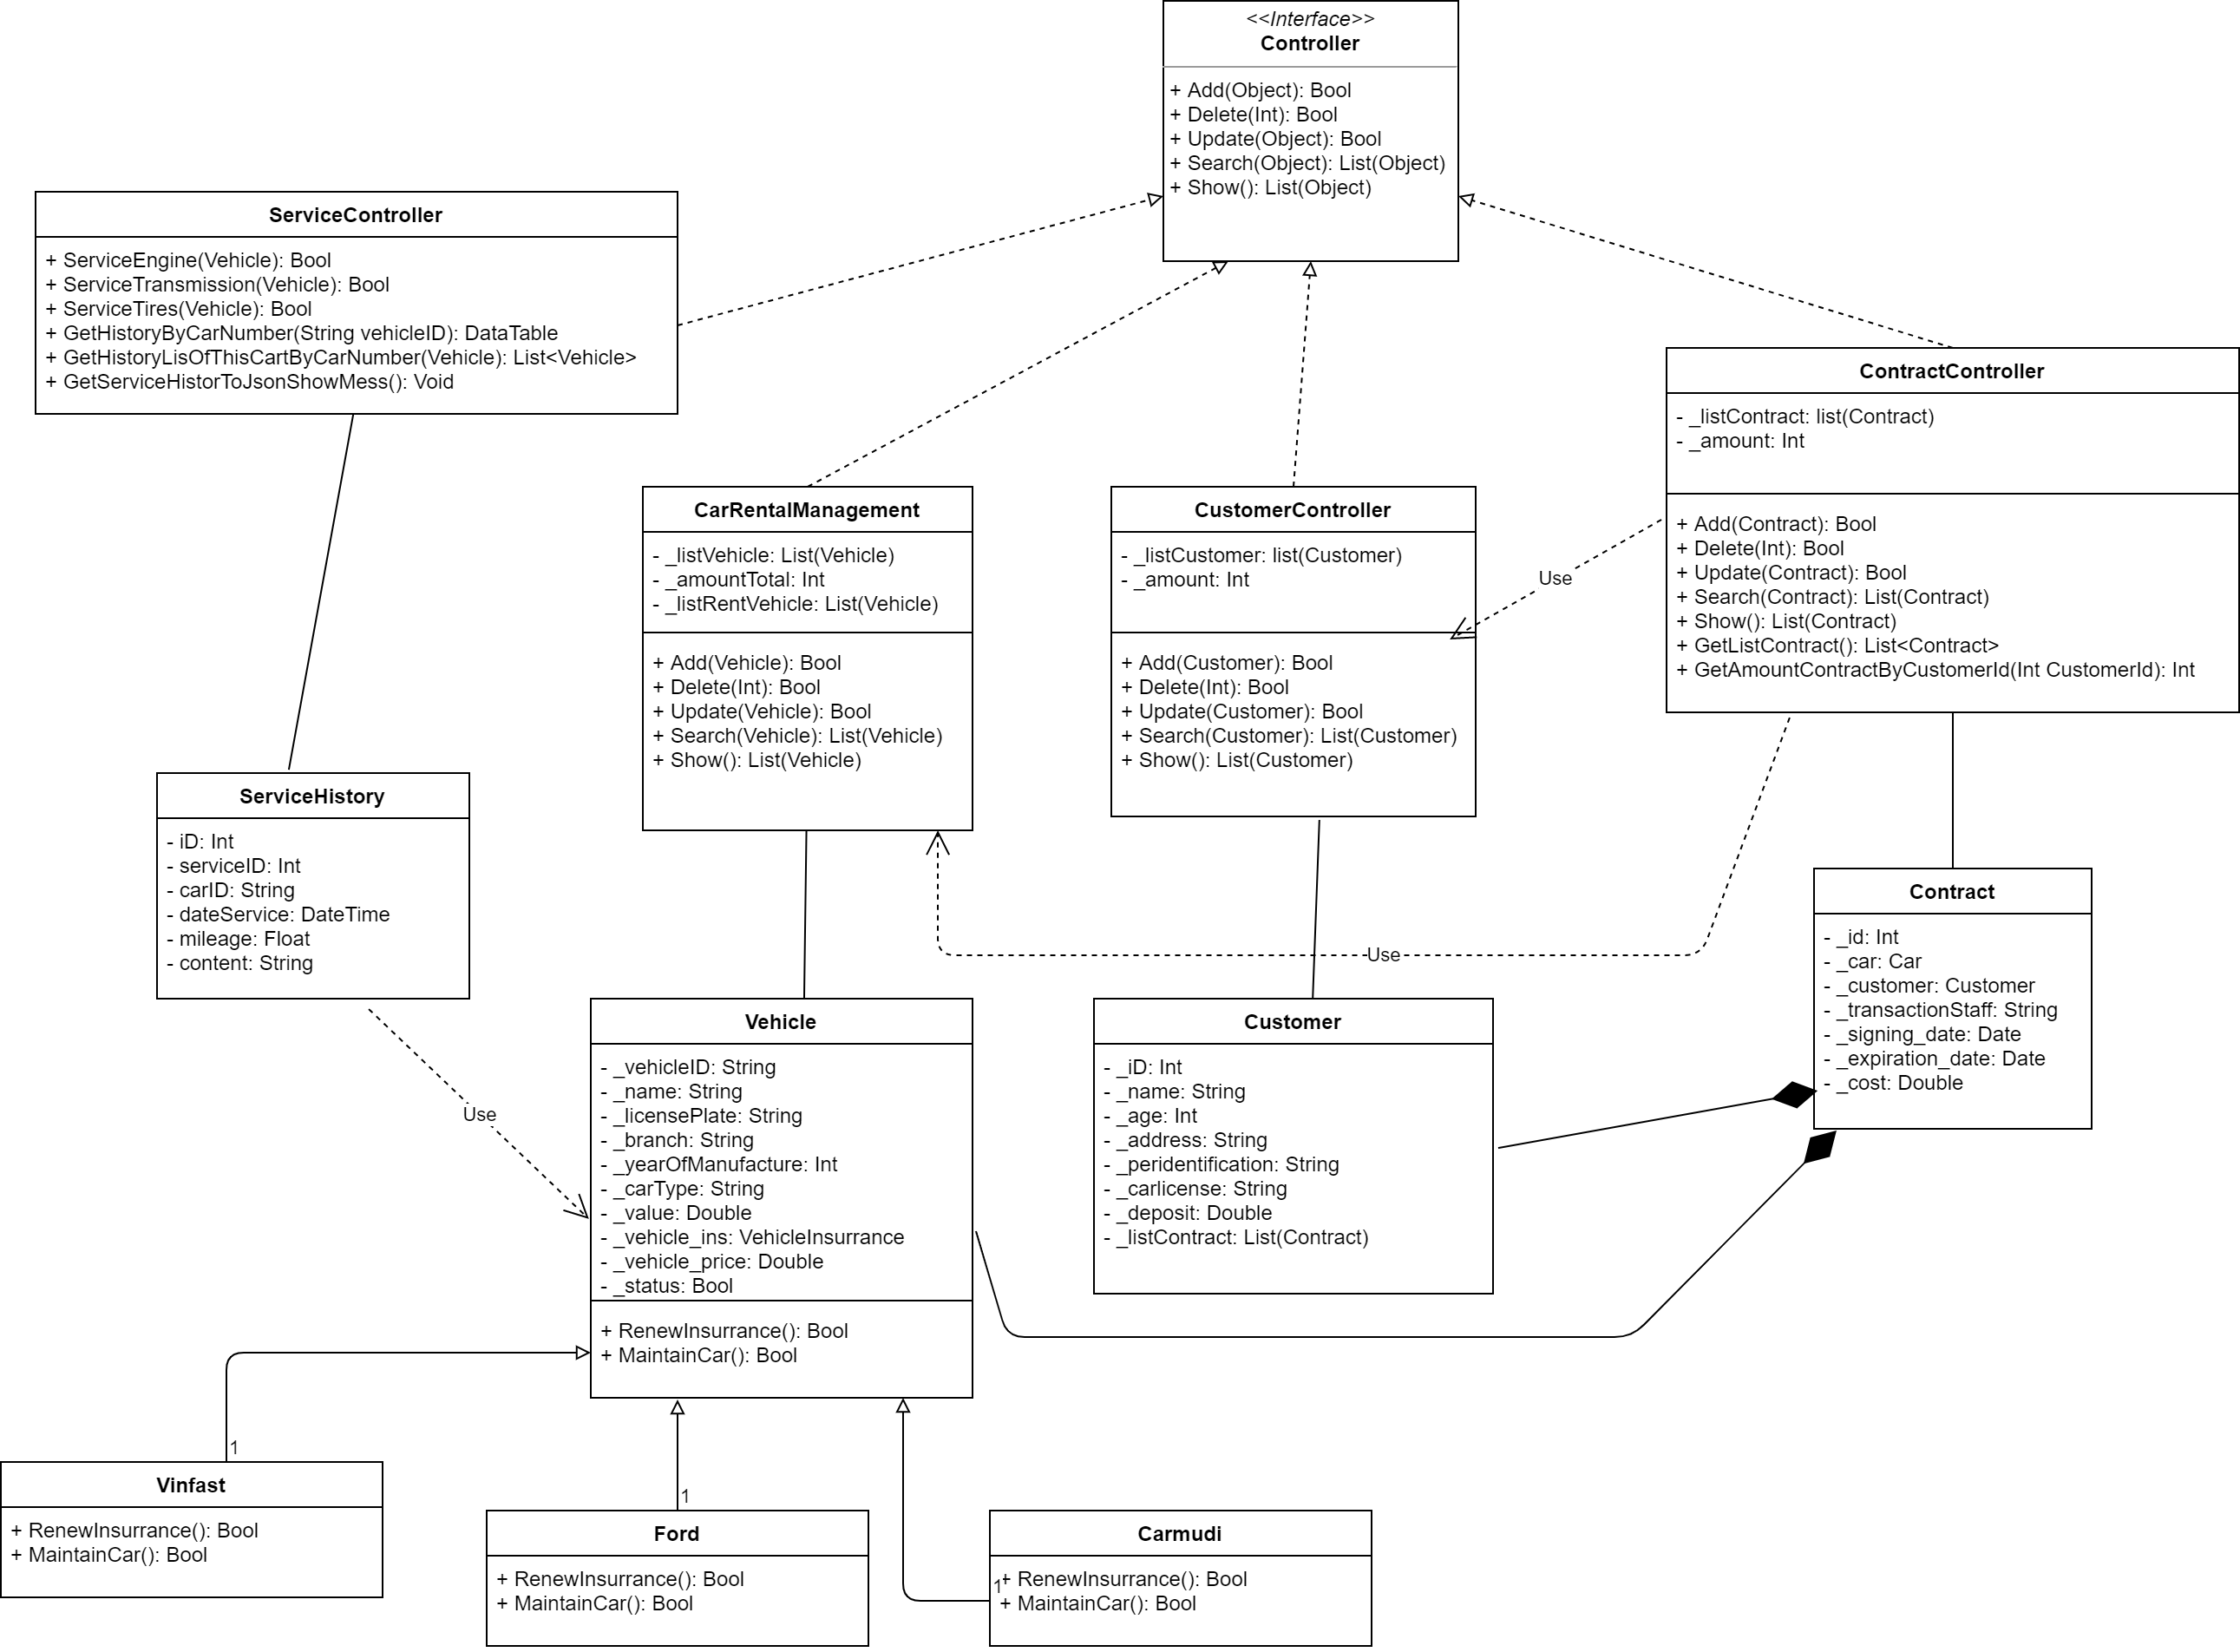 <<Interface>>
Controller
+ Add(Object): Bool
+ Delete(Int): Bool
+ Update(Object): Bool
+ Search(Object): List(Object)
+ Show(): List(Object)
ServiceController
+ ServiceEngine(Vehicle): Bool
+ ServiceTransmission(Vehicle): Bool
+ ServiceTires(Vehicle): Bool
+ GetHistoryByCarNumber(String vehicleID): DataTable
+ GetHistoryLisOfThisCartByCarNumber(Vehicle): List<Vehicle>
+ GetServiceHistorToJsonShowMess(): Void
ContractController
- _listContract: list(Contract)
- _amount: Int
+ Add(Contract): Bool
+ Delete(Int): Bool
+ Update(Contract): Bool
+ Search(Contract): List(Contract)
+ Show(): List(Contract)
+ GetListContract(): List<Contract>
+ GetAmountContractByCustomerId(Int CustomerId): Int
CarRentalManagement
- _listVehicle: List(Vehicle)
- _amountTotal: Int
- _listRentVehicle: List(Vehicle)
+ Add(Vehicle): Bool
+ Delete(Int): Bool
+ Update(Vehicle): Bool
+ Search(Vehicle): List(Vehicle)
+ Show(): List(Vehicle)
CustomerController
- _listCustomer: list(Customer)
- _amount: Int
+ Add(Customer): Bool
+ Delete(Int): Bool
+ Update(Customer): Bool
+ Search(Customer): List(Customer)
+ Show(): List(Customer)
Use
ServiceHistory
- iD: Int
- serviceID: Int
- carID: String
- dateService: DateTime
- mileage: Float
- content: String
Use
Contract
- _id: Int
- _car: Car
- _customer: Customer
- _transactionStaff: String
- _signing_date: Date
- _expiration_date: Date
- _cost: Double
Use
Vehicle
- _vehicleID: String
- _name: String
- _licensePlate: String
- _branch: String
- _yearOfManufacture: Int
- _carType: String
- _value: Double
- _vehicle_ins: VehicleInsurrance
- _vehicle_price: Double
- _status: Bool
+ RenewInsurrance(): Bool
+ MaintainCar(): Bool
Customer
- _iD: Int
- _name: String
- _age: Int
- _address: String
- _peridentification: String
- _carlicense: String
- _deposit: Double
- _listContract: List(Contract)
1
Vinfast
+ RenewInsurrance(): Bool
+ MaintainCar(): Bool
1
Ford
+ RenewInsurrance(): Bool
+ MaintainCar(): Bool
Carmudi
1
+ RenewInsurrance(): Bool
+ MaintainCar(): Bool